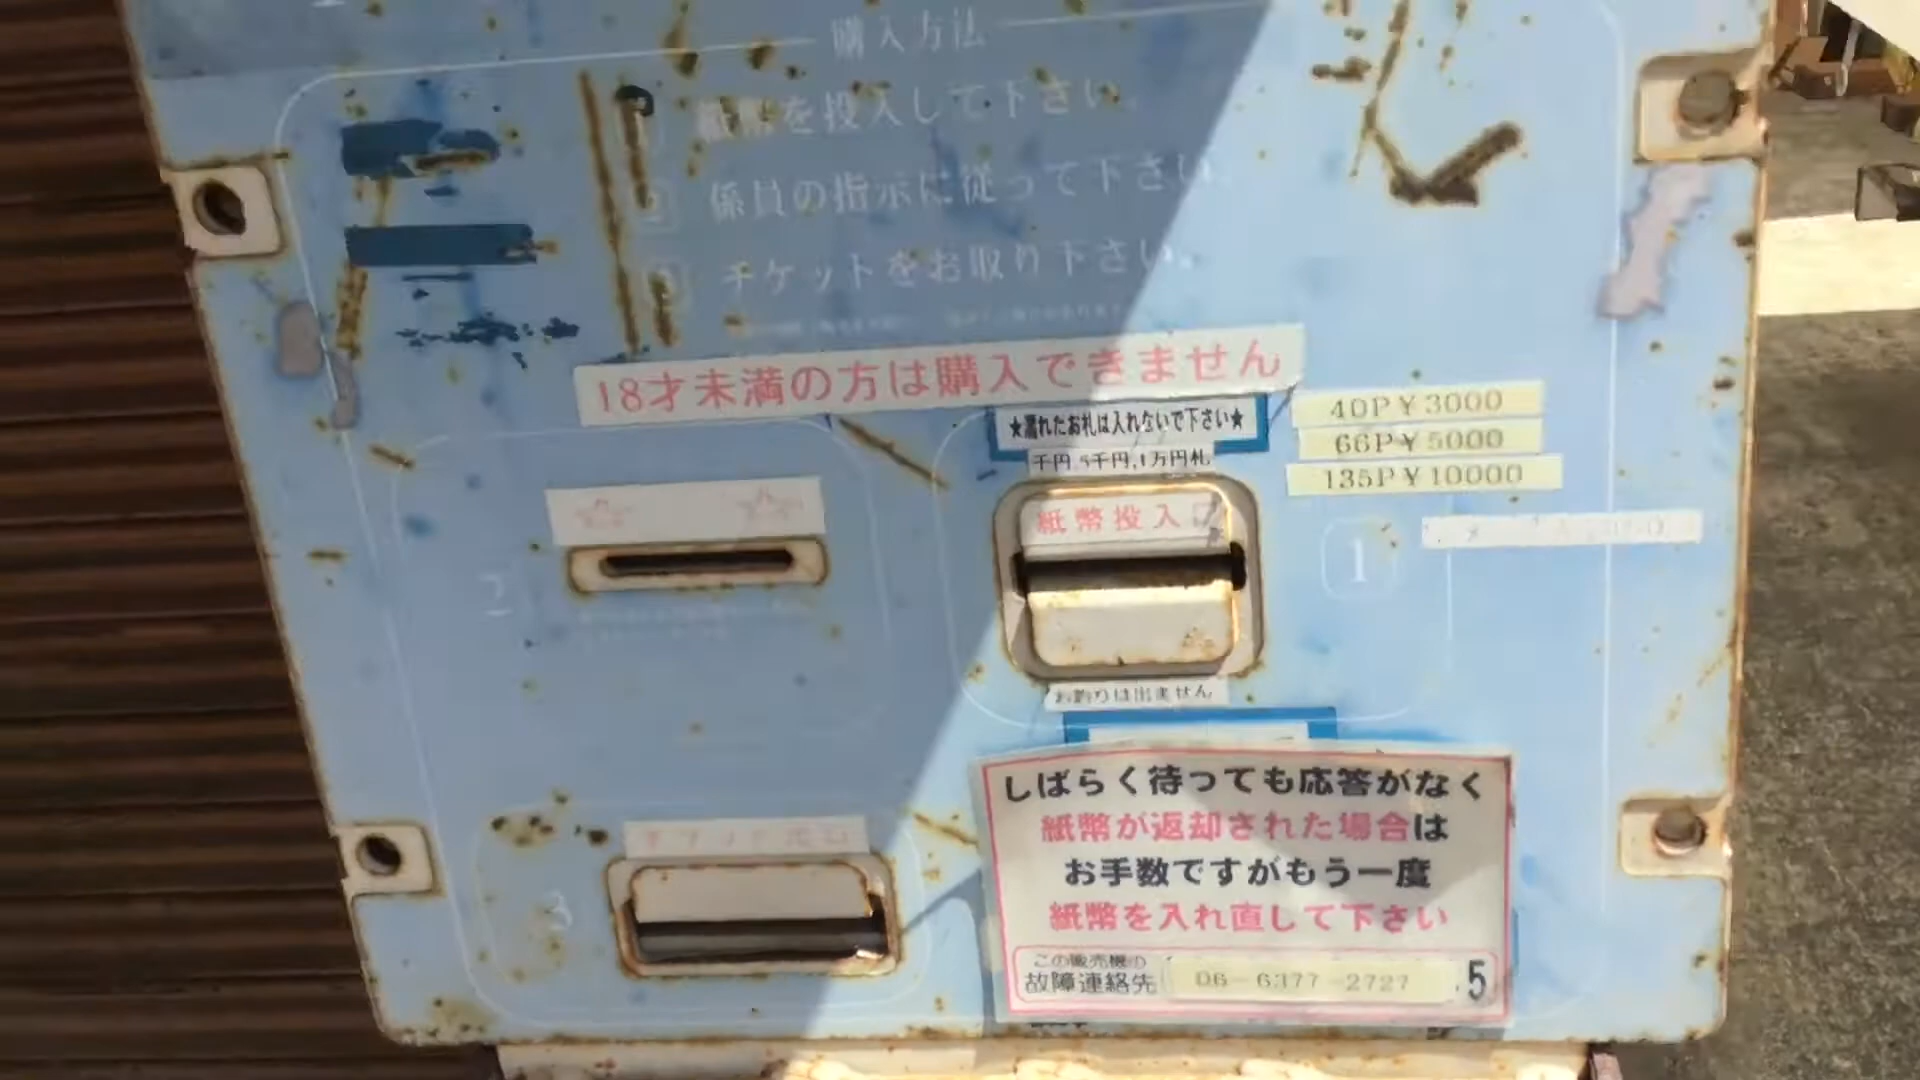 購入方法
1 紙幣を投入して下さい。
2 係員の指示に従って下さい。
3 チケットをお取り下さい。
18才未満の方は購入できません
★濡れたお札は入れないで下さい★
千円,5千円,1万円札
40P¥3000
66P¥5000
135P¥10000
紙幣投入口
1
2
お釣りは出ません
3
しばらく待っても応答がなく
紙幣が返却された場合は
お手数ですがもう一度
紙幣を入れ直して下さい
この販売機の
故障連絡先 06-6377-2727 5